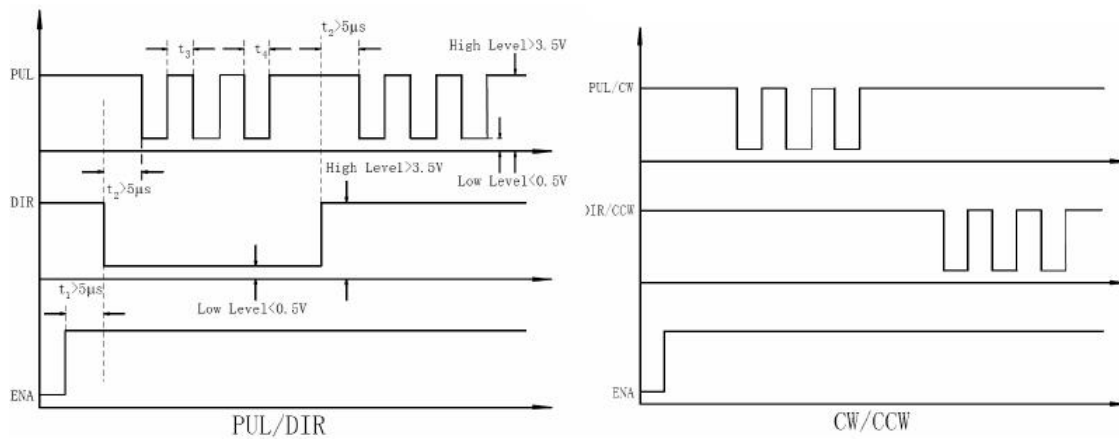 t₂>5μs
t₃
t₄
High Level>3.5V
PUL
High Level>3.5V
Low Level<0.5V
t₂>5μs
DIR
t₁>5μs
Low Level<0.5V
ENA
PUL/DIR
PUL/CW
DIR/CCW
ENA
CW/CCW